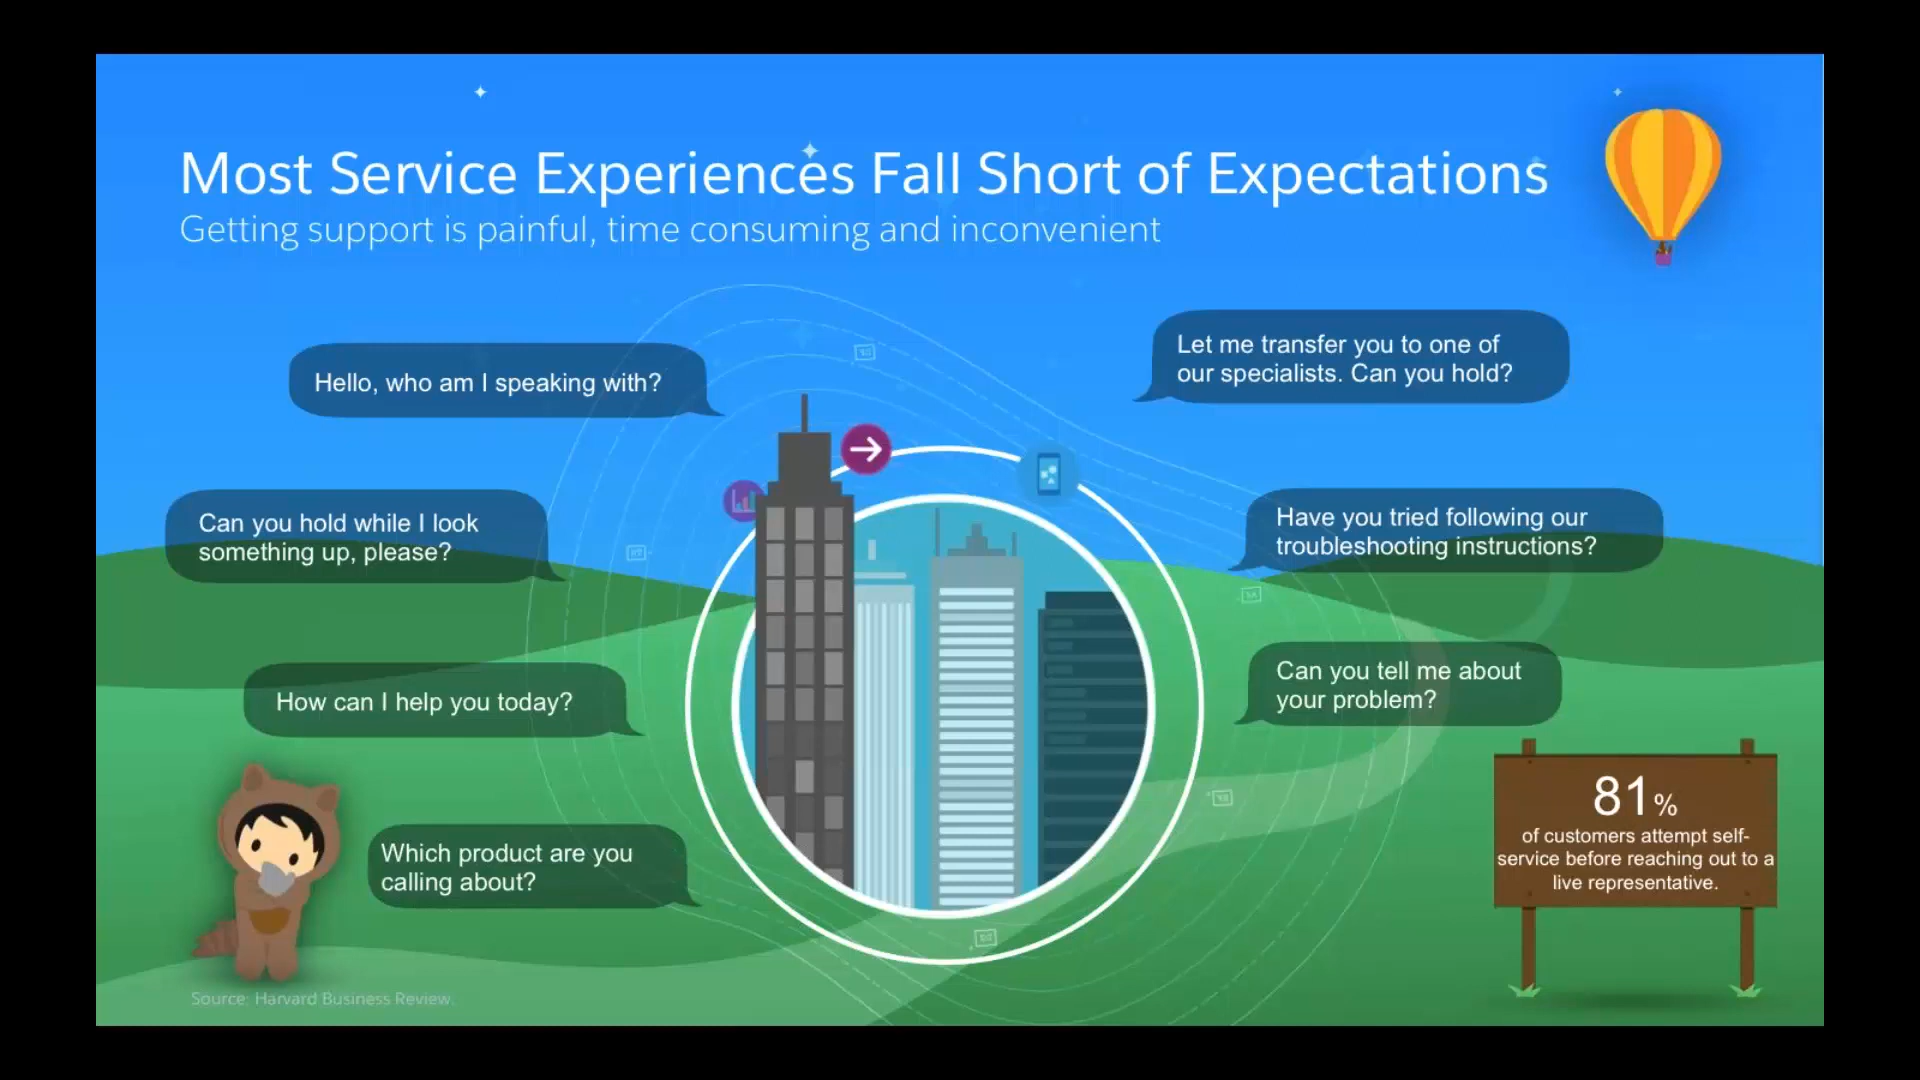 Most Service Experiences Fall Short of Expectations
Getting support is painful, time consuming and inconvenient
Hello, who am I speaking with?
Let me transfer you to one of
our specialists. Can you hold?
Can you hold while I look
something up, please?
Have you tried following our
troubleshooting instructions?
How can I help you today?
Can you tell me about
your problem?
Which product are you
calling about?
81%
of customers attempt self-
service before reaching out to a
live representative.
Source: Harvard Business Review.